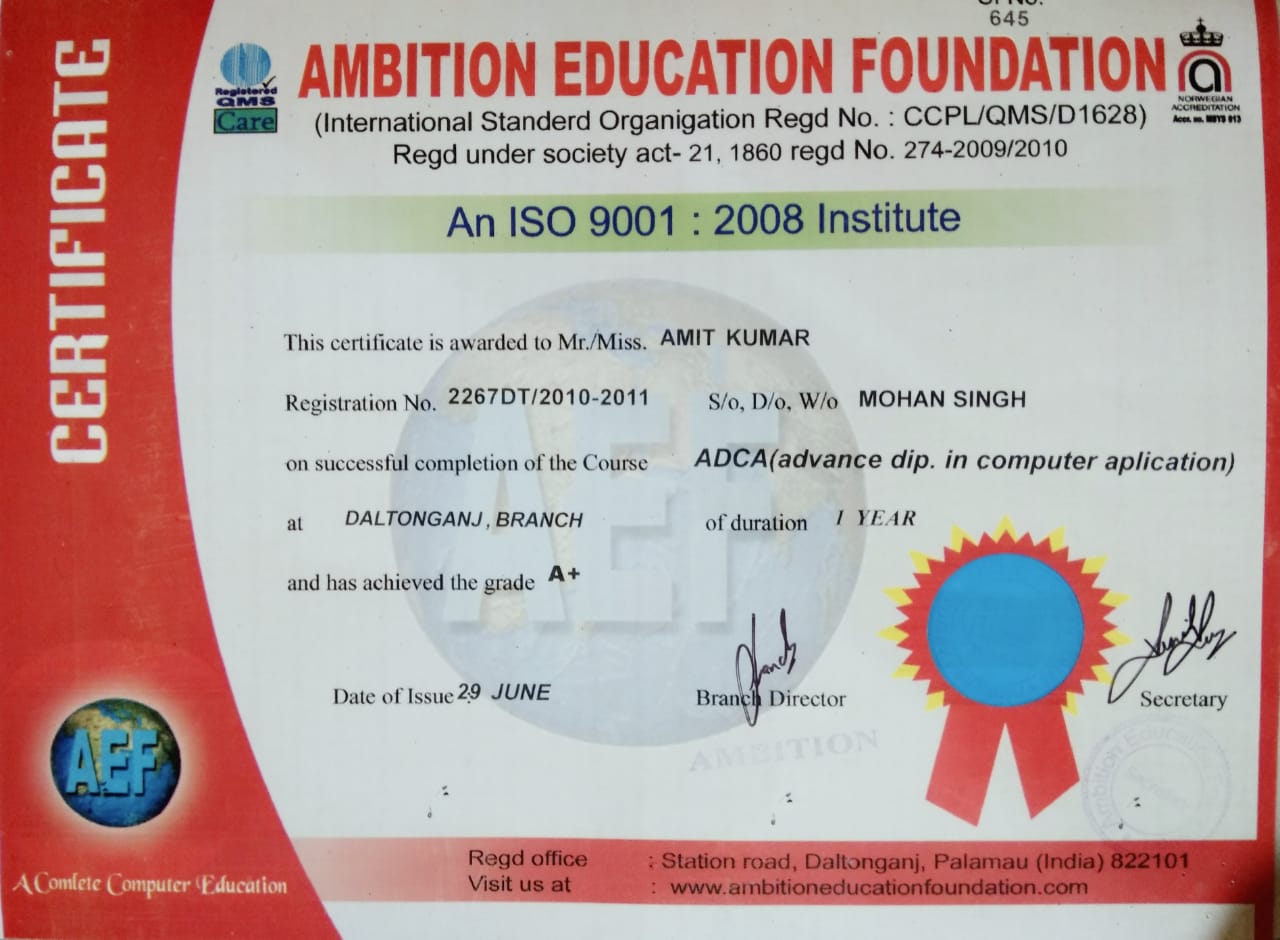 645
AMBITION EDUCATION FOUNDATION
(International Standerd Organigation Regd No. : CCPL/QMS/D1628)
Regd under society act- 21, 1860 regd No. 274-2009/2010
Registered
QMS
Care
NORWEGIAN
ACCREDITATION
An ISO 9001 : 2008 Institute
CERTIFICATE
This certificate is awarded to Mr./Miss. AMIT KUMAR
Registration No. 2267DT/2010-2011 S/o, D/o, W/o MOHAN SINGH
on successful completion of the Course ADCA(advance dip. in computer aplication)
at DALTONGANJ, BRANCH of duration 1 YEAR
and has achieved the grade A+
AEF
Date of Issue 29 JUNE
Branch Director
Secretary
AMBITION
AEF
A Comlete Computer Education
Regd office : Station road, Daltonganj, Palamau (India) 822101
Visit us at : www.ambitioneducationfoundation.com